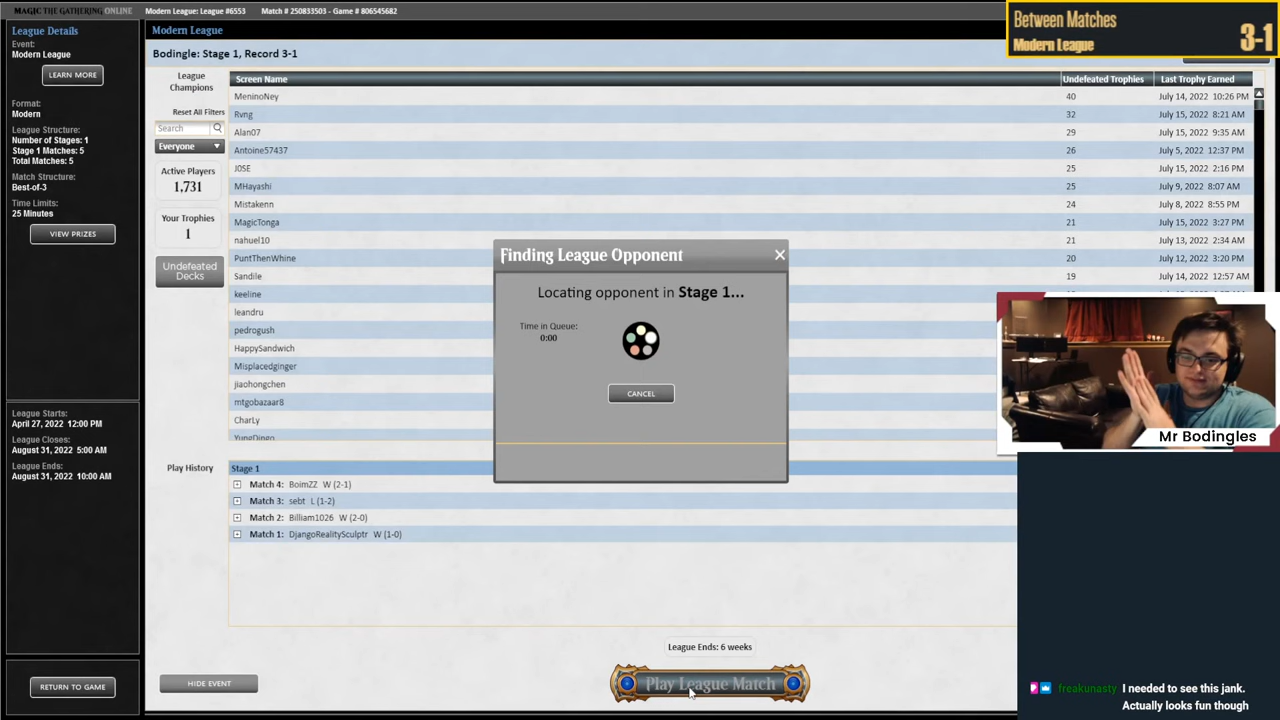 MAGIC THE GATHERING ONLINE
Modern League: League #6553
Match # 250833503 - Game # 806545682
League Details
Event:
Modern League
LEARN MORE
Format:
Modern
League Structure:
Number of Stages: 1
Stage 1 Matches: 5
Total Matches: 5
Match Structure:
Best-of-3
Time Limits:
25 Minutes
VIEW PRIZES
League Starts:
April 27, 2022 12:00 PM
League Closes:
August 31, 2022 5:00 AM
League Ends:
August 31, 2022 10:00 AM
RETURN TO GAME
Modern League
Bodingle: Stage 1, Record 3-1
League Champions
Reset All Filters
Search
Everyone
Active Players
1,731
Your Trophies
1
Undefeated Decks
Screen Name Undefeated Trophies Last Trophy Earned
MeninoNey 40 July 14, 2022 10:26 PM
Rvng 32 July 15, 2022 8:21 AM
Alan07 29 July 15, 2022 9:35 AM
Antoine57437 26 July 5, 2022 12:37 PM
J0SE 25 July 15, 2022 2:16 PM
MHayashi 25 July 9, 2022 8:07 AM
Mistakenn 24 July 8, 2022 8:55 PM
MagicTonga 21 July 15, 2022 3:27 PM
nahuel10 21 July 13, 2022 2:34 AM
PuntThenWhine 20 July 12, 2022 3:20 PM
Sandile 19 July 14, 2022 12:57 AM
keeline
leandru
pedrogush
HappySandwich
Misplacedginger
jiaohongchen
mtgobazaar8
CharLy
YungDingo
Finding League Opponent
Locating opponent in Stage 1...
Time in Queue:
0:00
CANCEL
Play History
Stage 1
Match 4: BoimZZ W (2-1)
Match 3: sebt L (1-2)
Match 2: Billiam1026 W (2-0)
Match 1: DjangoRealitySculptr W (1-0)
League Ends: 6 weeks
HIDE EVENT
Play League Match
Between Matches
Modern League
3-1
Mr Bodingles
freakunasty I needed to see this jank.
Actually looks fun though